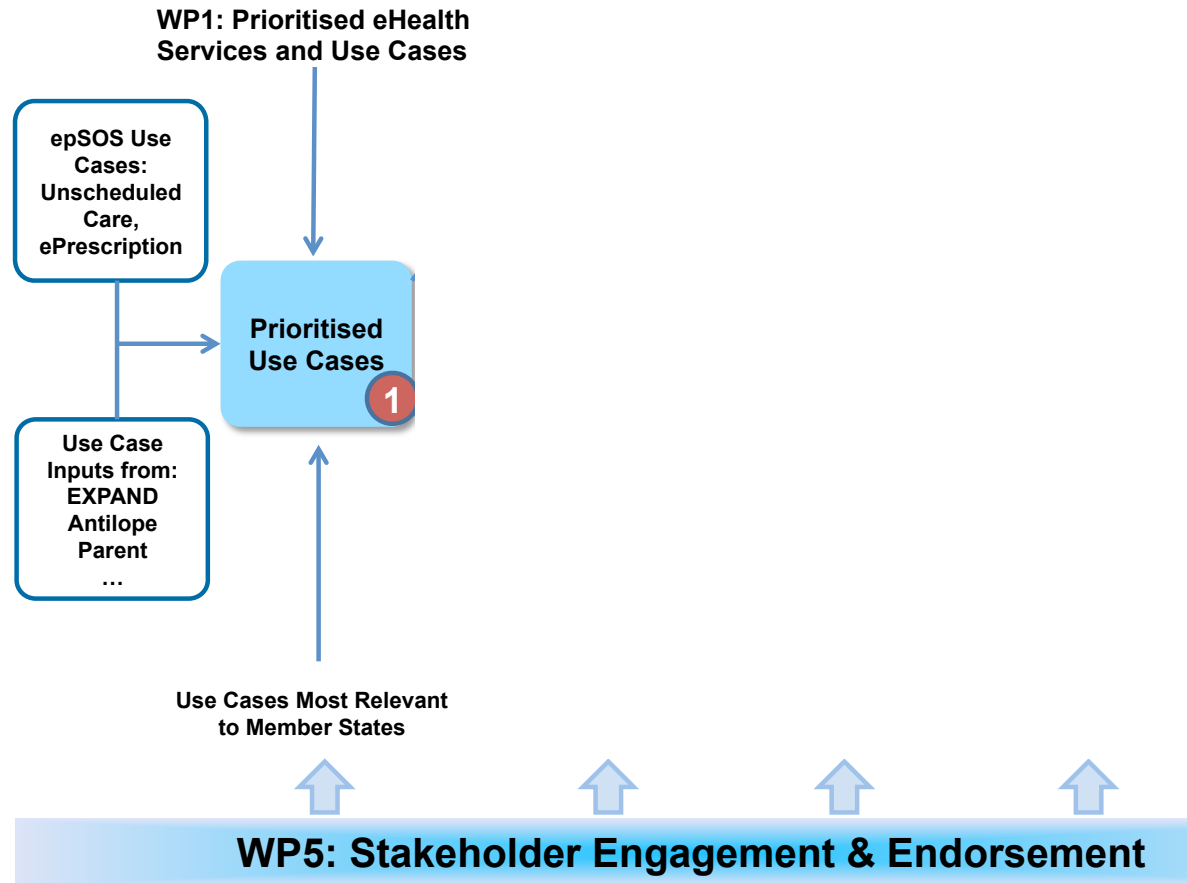 WP1: Prioritised eHealth
Services and Use Cases
epSOS Use
Cases:
Unscheduled
Care,
ePrescription
Prioritised
Use Cases
1
Use Case
Inputs from:
EXPAND
Antilope
Parent
…
Use Cases Most Relevant
to Member States
WP5: Stakeholder Engagement & Endorsement